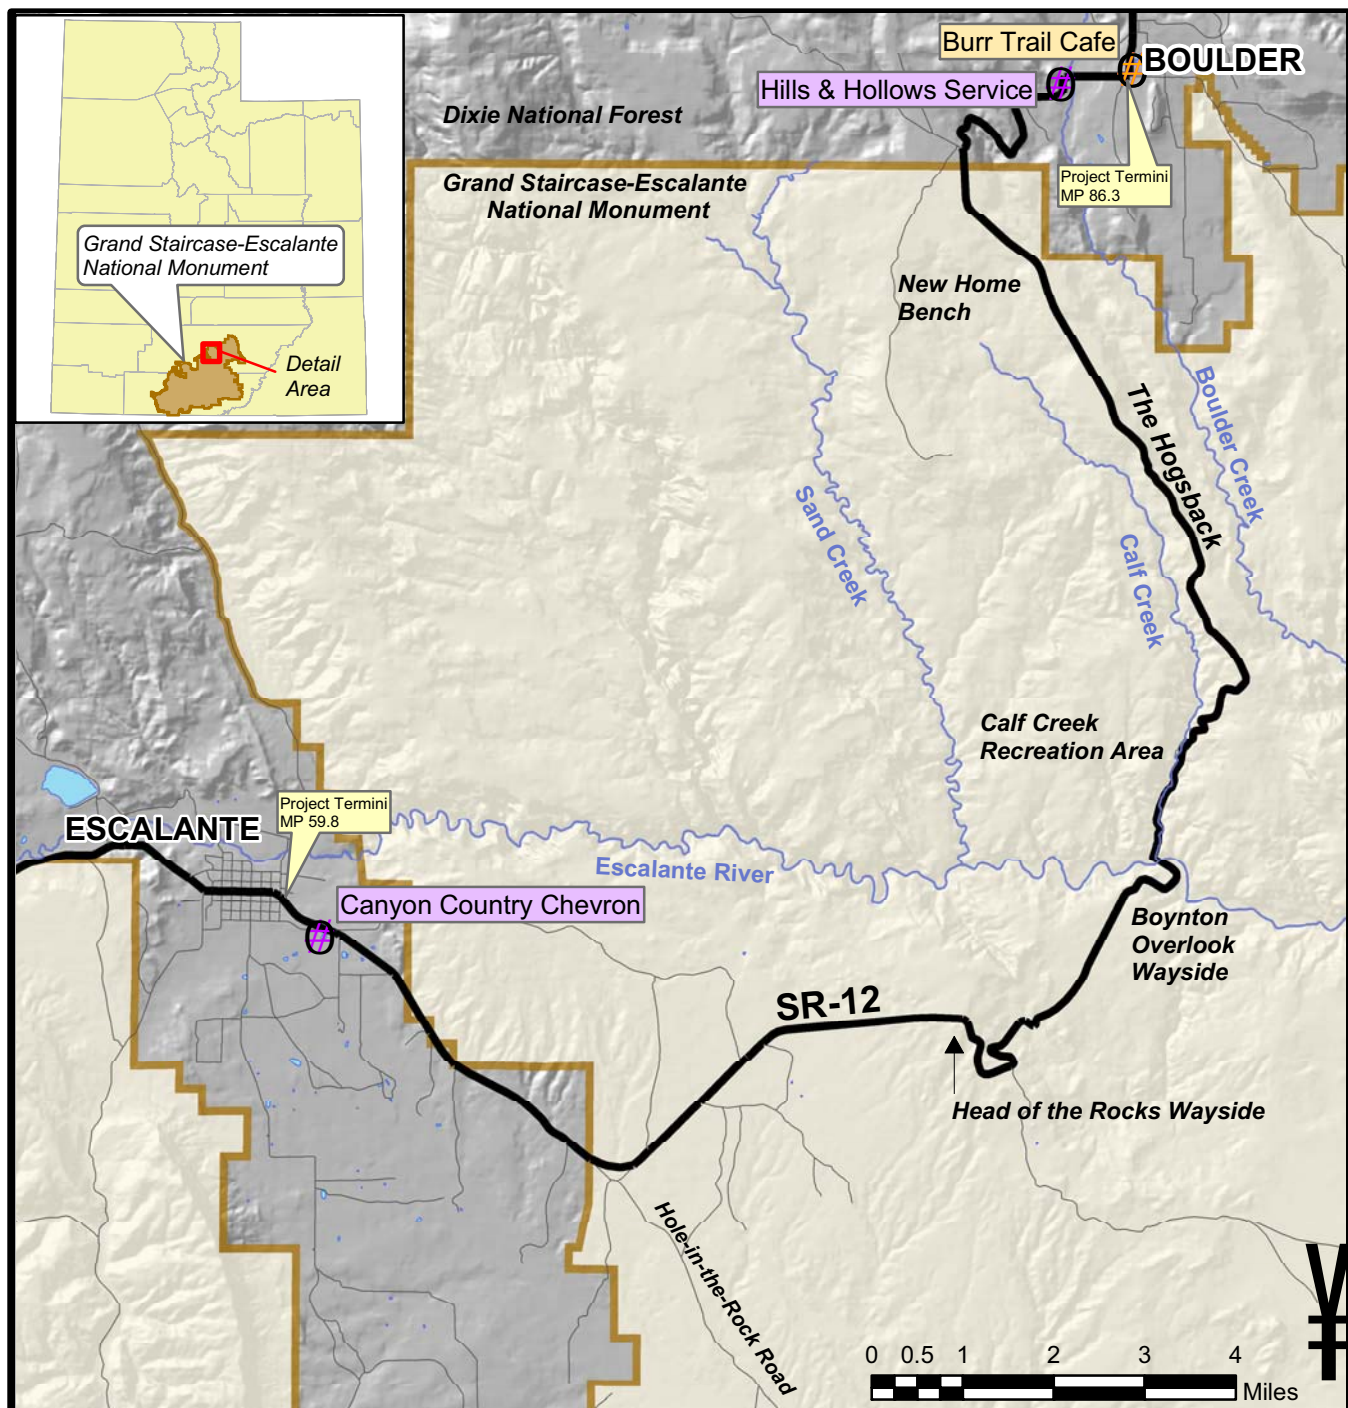 Burr Trail Cafe
#
BOULDER
Hills & Hollows Service
#
Dixie National Forest
Project Termini
MP 86.3
Grand Staircase-Escalante
National Monument
Grand Staircase-Escalante
National Monument
Detail
Area
New Home
Bench
The Hogsback
Boulder Creek
Sand Creek
Calf Creek
Calf Creek
Recreation Area
Project Termini
MP 59.8
ESCALANTE
Escalante River
Canyon Country Chevron
#
Boynton
Overlook
Wayside
SR-12
Head of the Rocks Wayside
Hole-in-the-Rock Road
¥
0 0.5 1 2 3 4
Miles